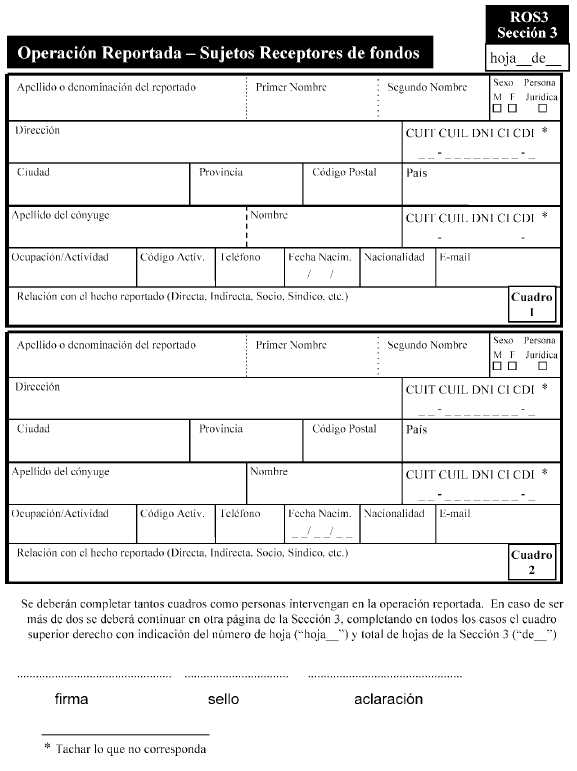 ROS3
Sección 3
Operación Reportada – Sujetos Receptores de fondos
hoja__de__
Apellido o denominación del reportado Primer Nombre Segundo Nombre Sexo Persona
M F Jurídica
Dirección CUIT CUIL DNI CI CDI *
_ _ - _ _ _ _ _ _ _ _ - _
Ciudad Provincia Código Postal País
Apellido del cónyuge Nombre CUIT CUIL DNI CI CDI *
- -
Ocupación/Actividad Código Activ. Teléfono Fecha Nacim. Nacionalidad E-mail
/ /
Relación con el hecho reportado (Directa, Indirecta, Socio, Síndico, etc.) Cuadro
1
Apellido o denominación del reportado Primer Nombre Segundo Nombre Sexo Persona
M F Jurídica
Dirección CUIT CUIL DNI CI CDI *
_ _ - _ _ _ _ _ _ _ _ - _
Ciudad Provincia Código Postal País
Apellido del cónyuge Nombre CUIT CUIL DNI CI CDI *
_ _ - _ _ _ _ _ _ _ _ - _
Ocupación/Actividad Código Activ. Teléfono Fecha Nacim. Nacionalidad E-mail
_ _/_ _/_ _
Relación con el hecho reportado (Directa, Indirecta, Socio, Síndico, etc.) Cuadro
2
Se deberán completar tantos cuadros como personas intervengan en la operación reportada. En caso de ser
más de dos se deberá continuar en otra página de la Sección 3, completando en todos los casos el cuadro
superior derecho con indicación del número de hoja (“hoja__”) y total de hojas de la Sección 3 (“de__”)
firma sello aclaración
* Tachar lo que no corresponda